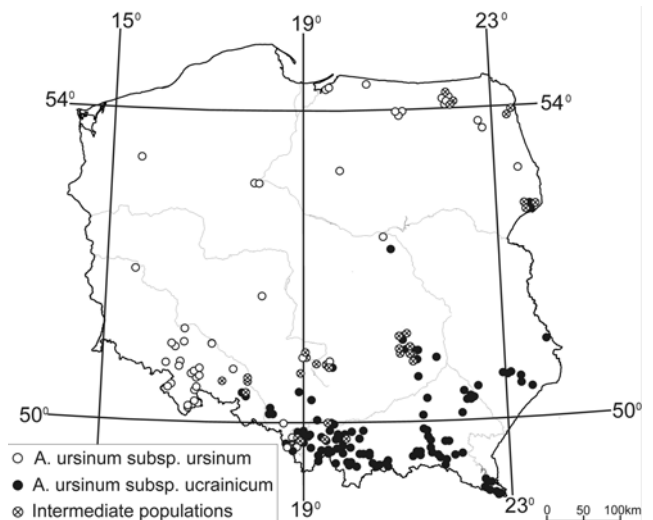 15⁰ 19⁰ 23⁰
54⁰ 54⁰
50⁰ 50⁰
A. ursinum subsp. ursinum
A. ursinum subsp. ucrainicum
Intermediate populations
19⁰ 23⁰
0 50 100km